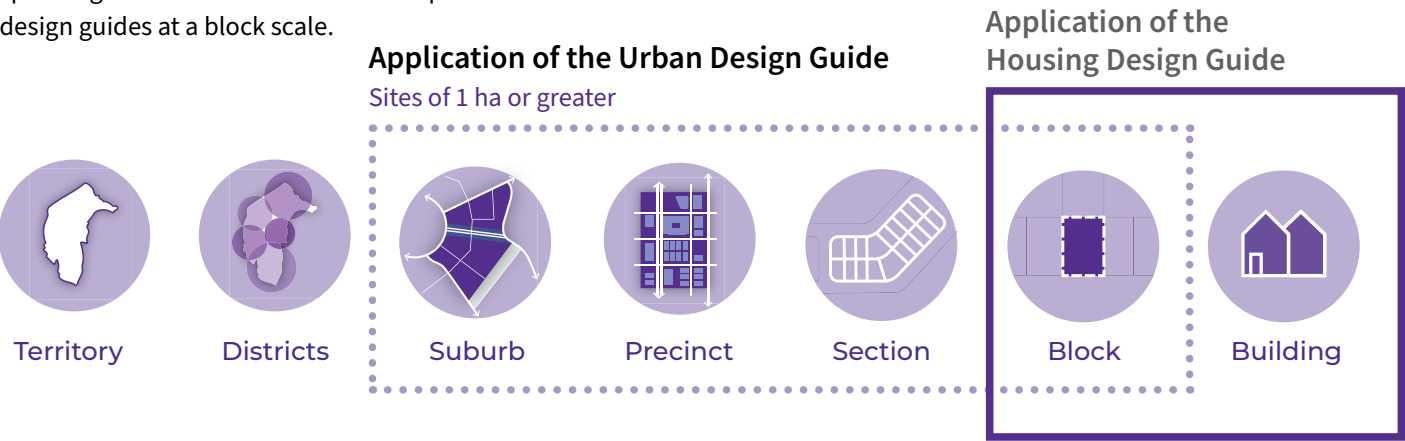 design guides at a block scale.
Application of the Urban Design Guide
Sites of 1 ha or greater
Application of the
Housing Design Guide
Territory
Districts
Suburb
Precinct
Section
Block
Building